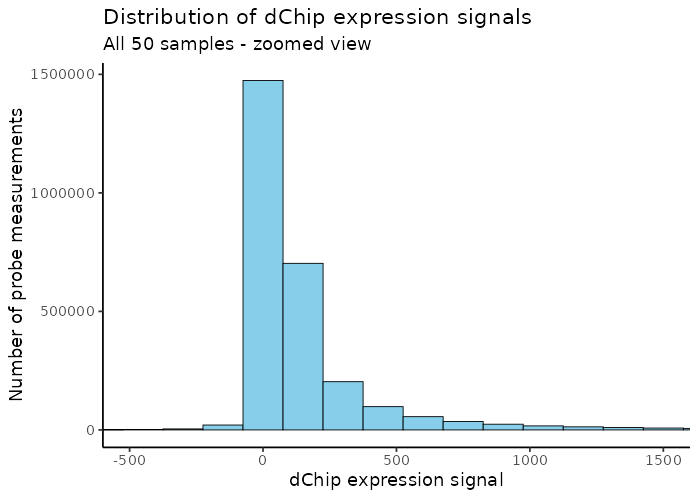 Distribution of dChip expression signals
All 50 samples - zoomed view
Number of probe measurements
1500000
1000000
500000
0
-500
0
500
1000
1500
dChip expression signal